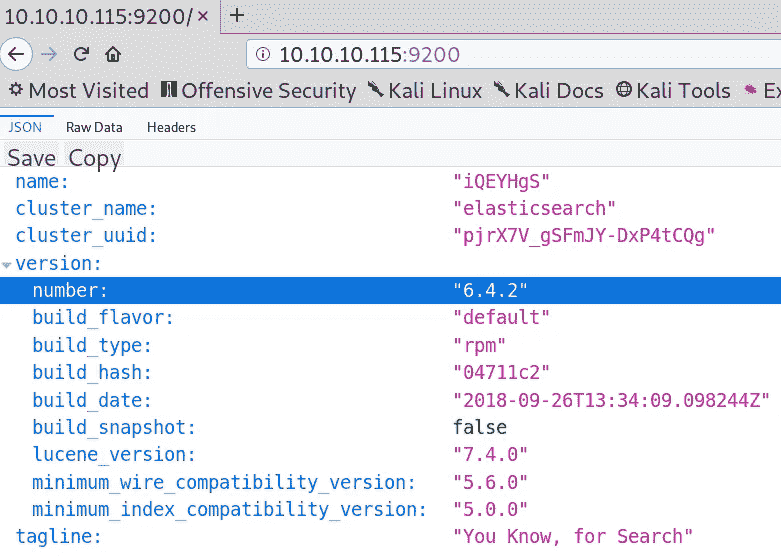 10.10.10.115:9200/ × +
10.10.10.115:9200
Most Visited Offensive Security Kali Linux Kali Docs Kali Tools Ex
JSON Raw Data Headers
Save Copy
name: "iQEYHgS"
cluster_name: "elasticsearch"
cluster_uuid: "pjrX7V_gSFmJY-DxP4tCQg"
version:
number: "6.4.2"
build_flavor: "default"
build_type: "rpm"
build_hash: "04711c2"
build_date: "2018-09-26T13:34:09.098244Z"
build_snapshot: false
lucene_version: "7.4.0"
minimum_wire_compatibility_version: "5.6.0"
minimum_index_compatibility_version: "5.0.0"
tagline: "You Know, for Search"